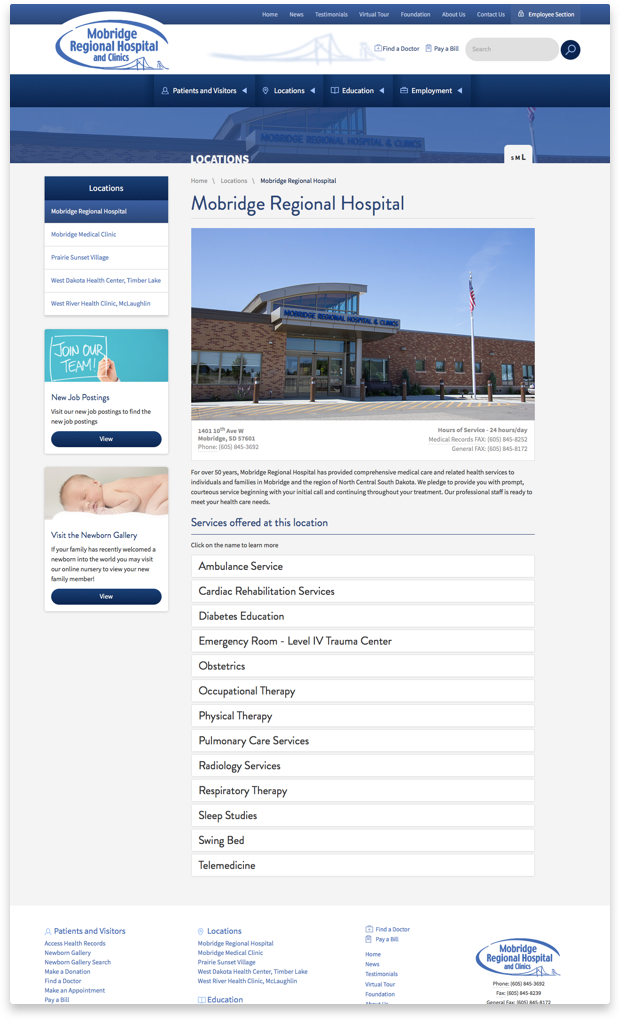 Home News Testimonials Virtual Tour Foundation About Us Contact Us Employee Section
Mobridge
Regional Hospital
and Clinics
Find a Doctor Pay a Bill Search
Patients and Visitors Locations Education Employment
MOBRIDGE REGIONAL HOSPITAL & CLINICS
LOCATIONS
S M L
Locations
Mobridge Regional Hospital
Mobridge Medical Clinic
Prairie Sunset Village
West Dakota Health Center, Timber Lake
West River Health Clinic, McLaughlin
JOIN OUR
TEAM!
New Job Postings
Visit our new job postings to find the
new job postings
View
Visit the Newborn Gallery
If your family has recently welcomed a
newborn into the world you may visit
our online nursery to view your new
family member!
View
Home \ Locations \ Mobridge Regional Hospital
Mobridge Regional Hospital
MOBRIDGE REGIONAL HOSPITAL & CLINICS
1401 10th Ave W
Mobridge, SD 57601
Phone: (605) 845-3692
Hours of Service - 24 hours/day
Medical Records FAX: (605) 845-8252
General FAX: (605) 845-8172
For over 50 years, Mobridge Regional Hospital has provided comprehensive medical care and related health services to
individuals and families in Mobridge and the region of North Central South Dakota. We pledge to provide you with prompt,
courteous service beginning with your initial call and continuing throughout your treatment. Our professional staff is ready to
meet your health care needs.
Services offered at this location
Click on the name to learn more
Ambulance Service
Cardiac Rehabilitation Services
Diabetes Education
Emergency Room - Level IV Trauma Center
Obstetrics
Occupational Therapy
Physical Therapy
Pulmonary Care Services
Radiology Services
Respiratory Therapy
Sleep Studies
Swing Bed
Telemedicine
Patients and Visitors
Access Health Records
Newborn Gallery
Newborn Gallery Search
Make a Donation
Find a Doctor
Make an Appointment
Pay a Bill
Locations
Mobridge Regional Hospital
Mobridge Medical Clinic
Prairie Sunset Village
West Dakota Health Center, Timber Lake
West River Health Clinic, McLaughlin
Education
Find a Doctor
Pay a Bill
Home
News
Testimonials
Virtual Tour
Foundation
About Us
Mobridge
Regional Hospital
and Clinics
Phone: (605) 845-3692
Fax: (605) 845-8239
General Fax: (605) 845-8172